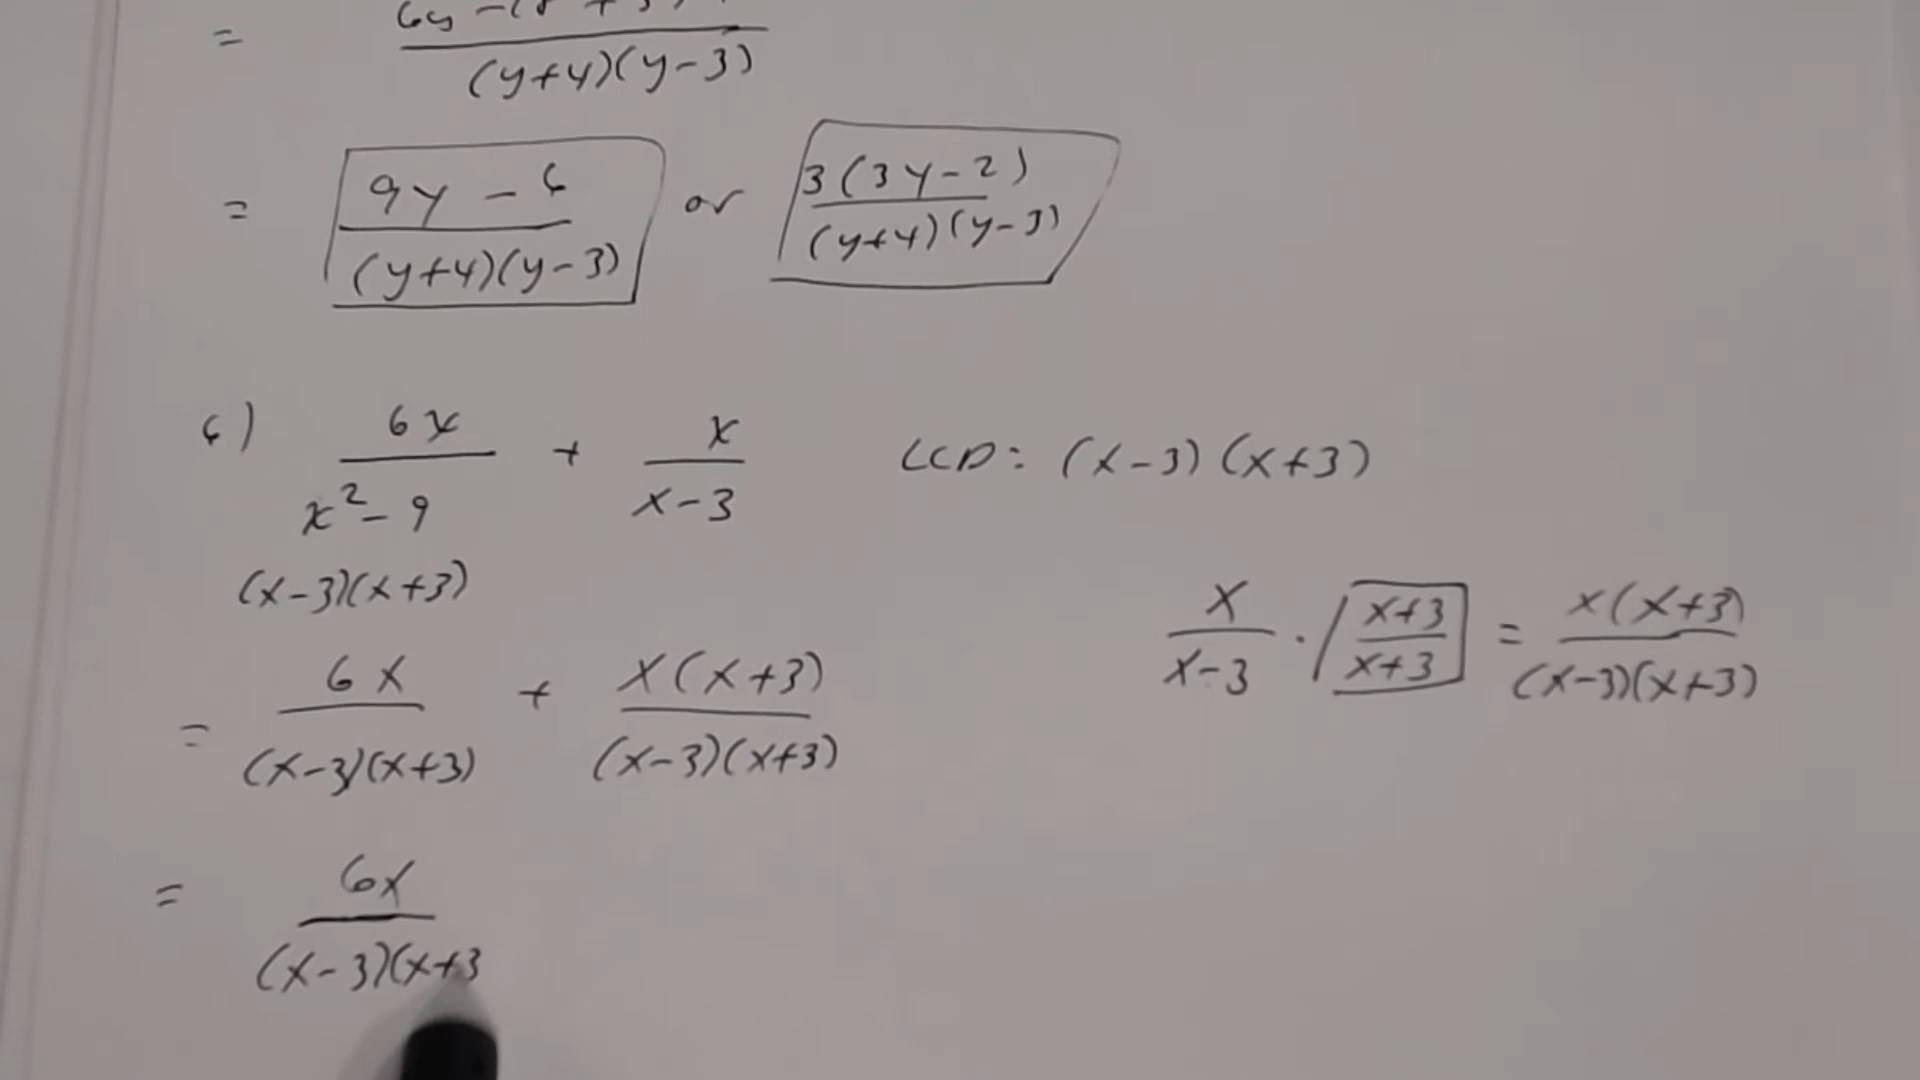 =
(y+4)(y-3)
= 9y - 6 / (y+4)(y-3) or 3(3y-2) / (y+4)(y-3)
6) 6x / x² - 9 + x / x-3 LCD: (x-3)(x+3)
(x-3)(x+3)
x / x-3 · x+3 / x+3 = x(x+3) / (x-3)(x+3)
= 6x / (x-3)(x+3) + x(x+3) / (x-3)(x+3)
= 6x / (x-3)(x+3